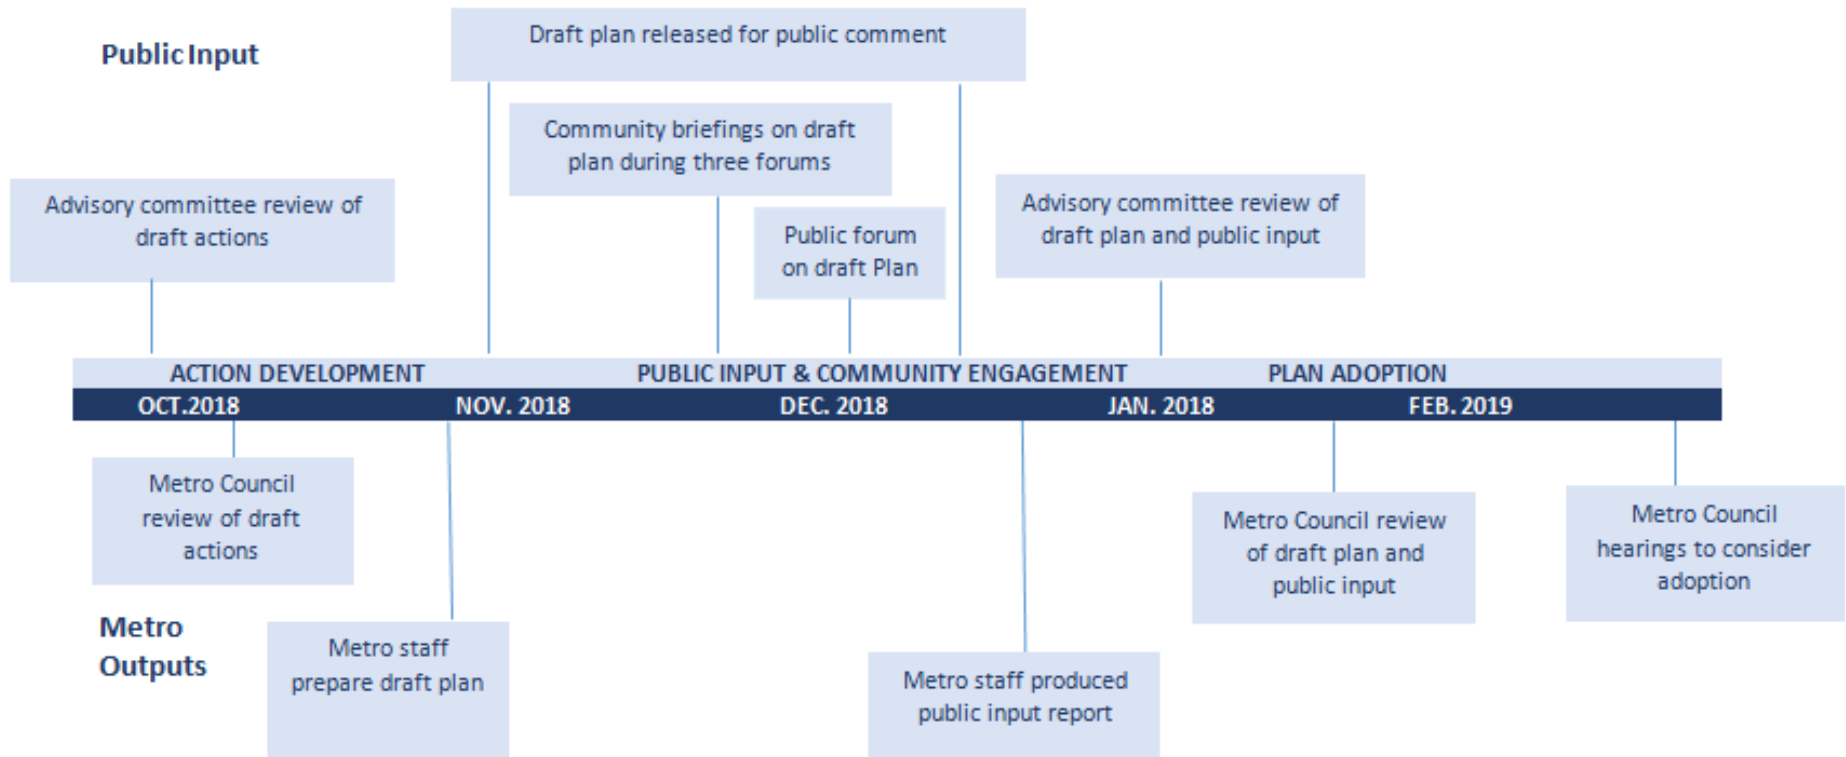 Public Input
Draft plan released for public comment
Community briefings on draft
plan during three forums
Advisory committee review of
draft actions
Public forum
on draft Plan
Advisory committee review of
draft plan and public input
ACTION DEVELOPMENT
PUBLIC INPUT & COMMUNITY ENGAGEMENT
PLAN ADOPTION
OCT.2018
NOV. 2018
DEC. 2018
JAN. 2018
FEB. 2019
Metro Council
review of draft
actions
Metro Council review
of draft plan and
public input
Metro Council
hearings to consider
adoption
Metro
Outputs
Metro staff
prepare draft plan
Metro staff produced
public input report